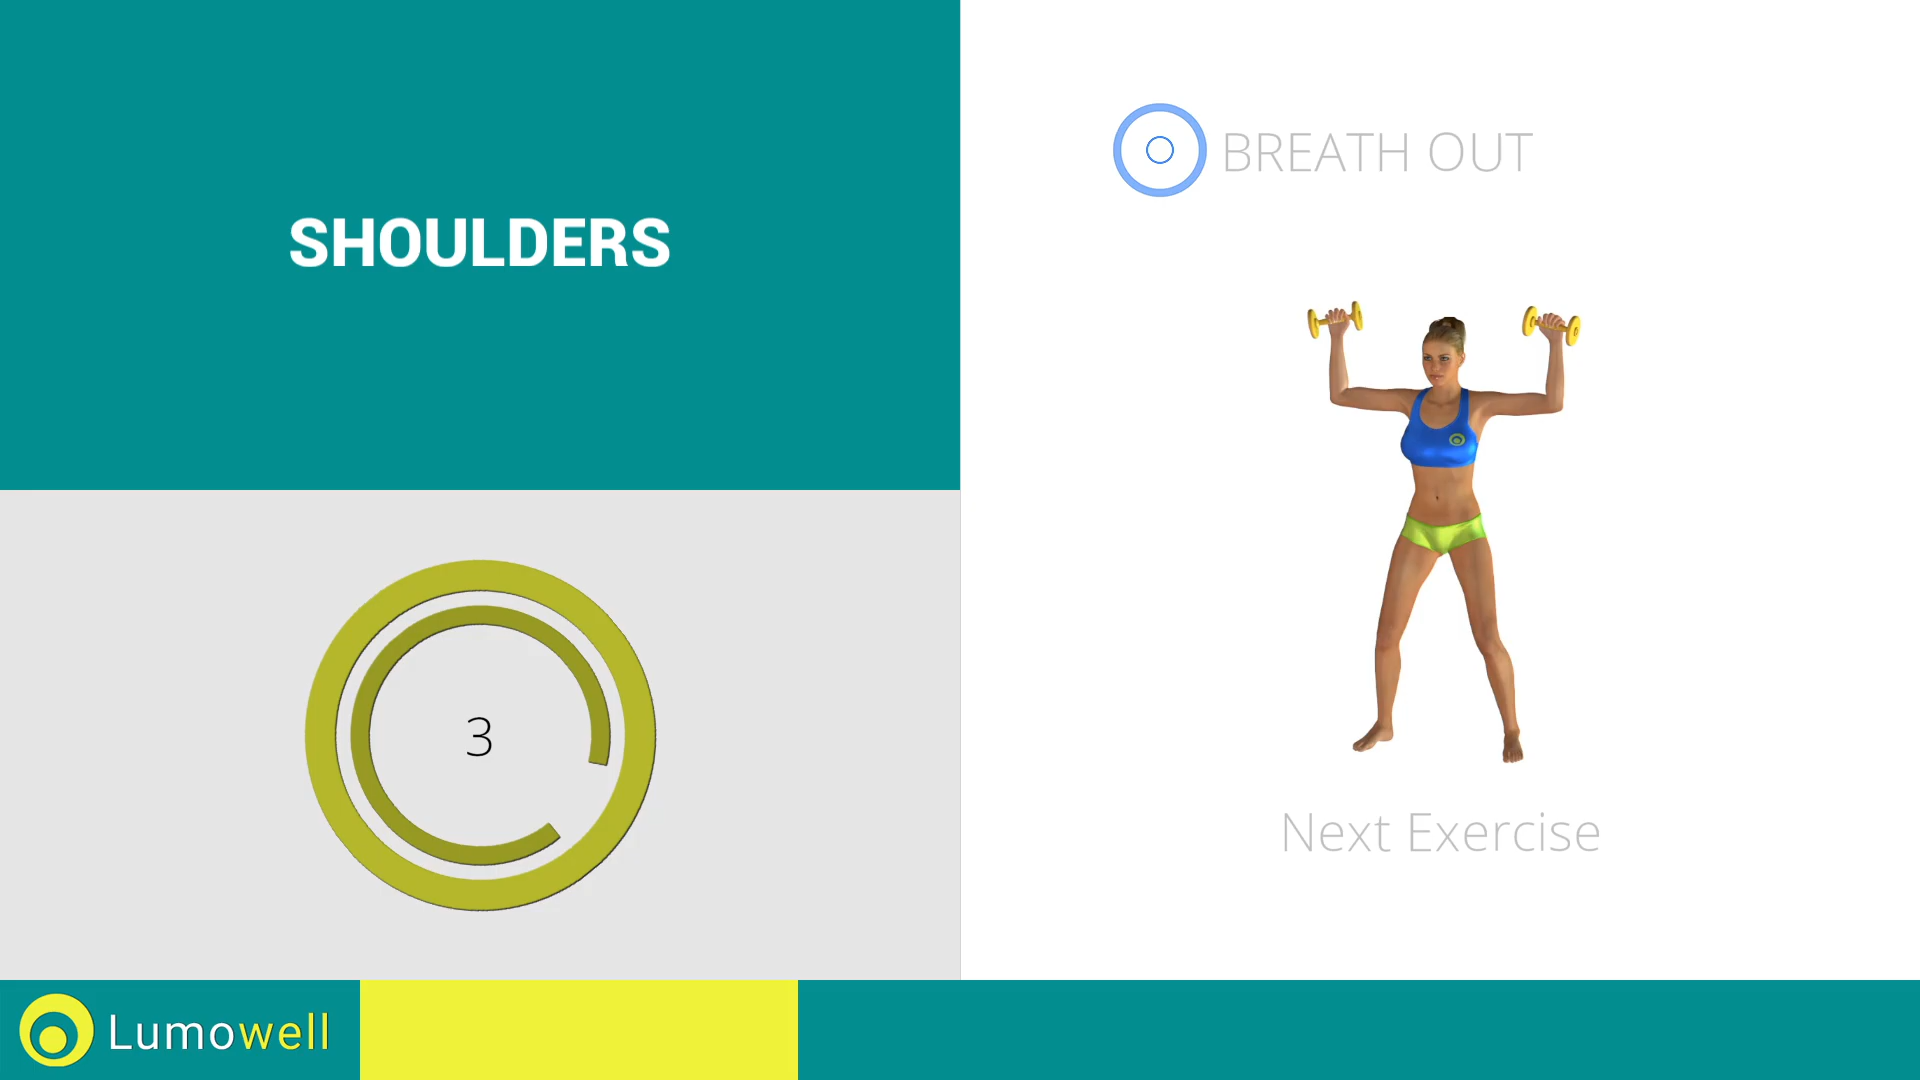 SHOULDERS
BREATH OUT
3
Next Exercise
Lumowell